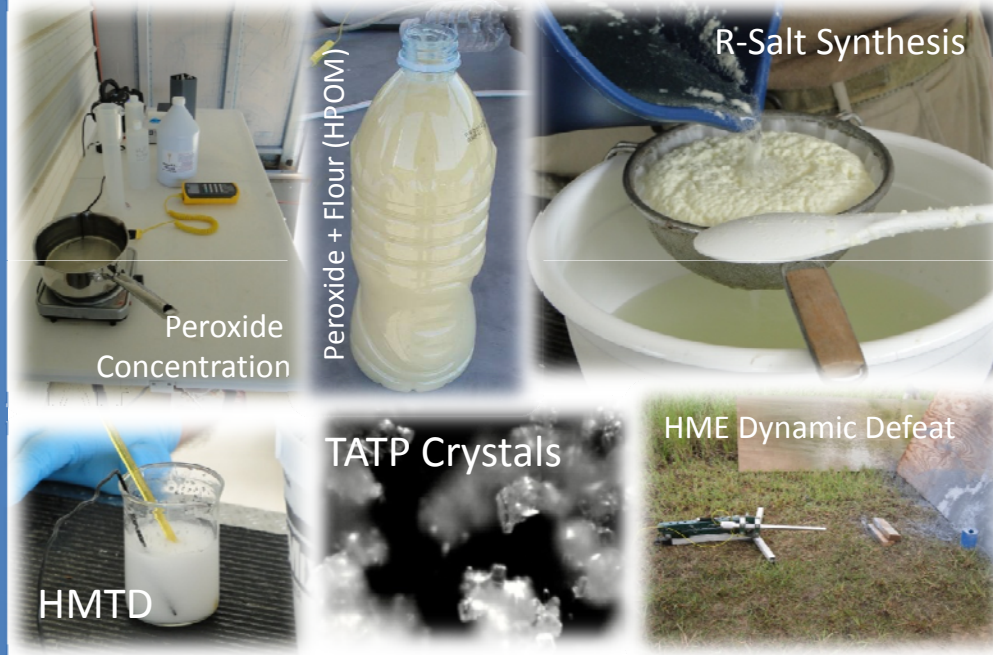 Peroxide
Concentration
Peroxide + Flour (HPOM)
R-Salt Synthesis
HMTD
TATP Crystals
HME Dynamic Defeat